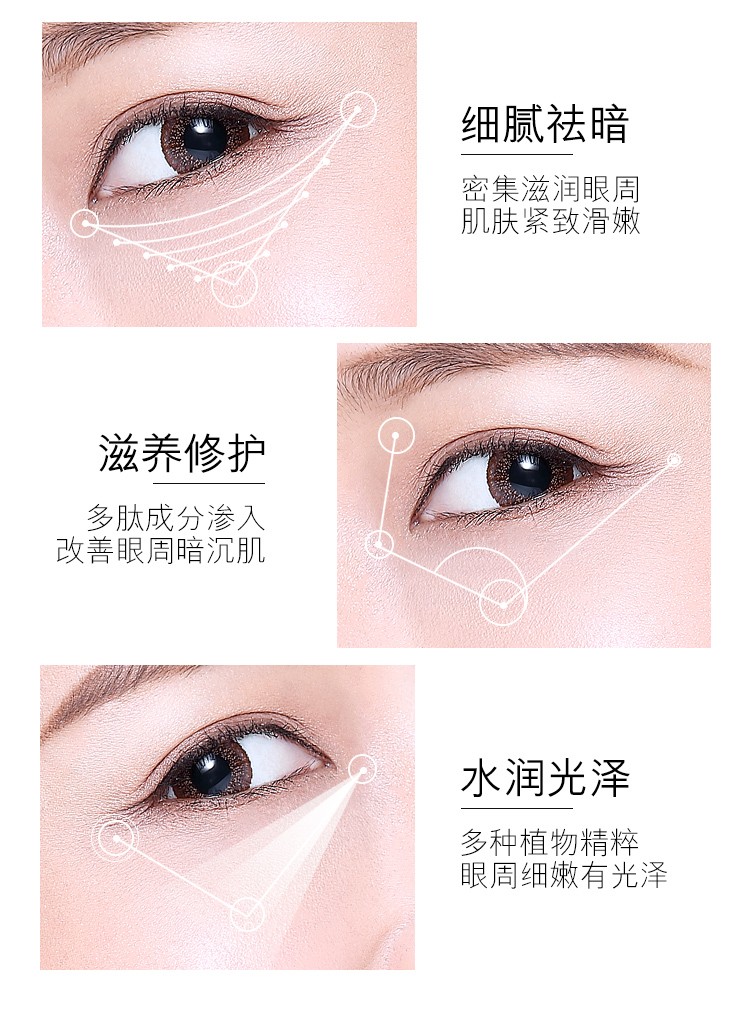 细腻祛暗
密集滋润眼周
肌肤紧致滑嫩
滋养修护
多肽成分渗入
改善眼周暗沉肌
水润光泽
多种植物精粹
眼周细嫩有光泽